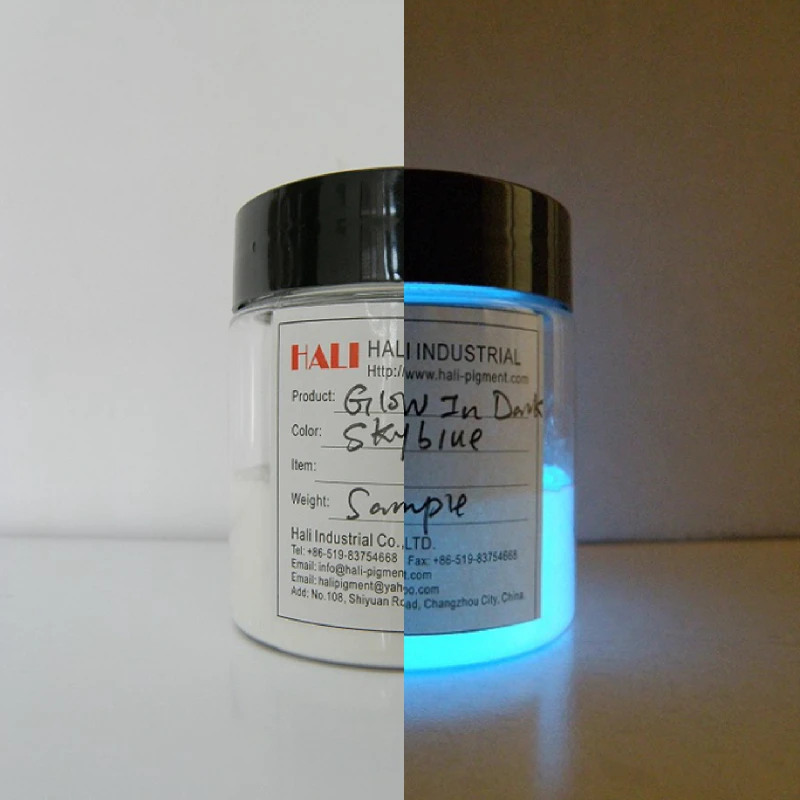 HALI HALI INDUSTRIAL
Http://www.hali-pigment.com
Product: Glow In Dark
Color: Skyblue
Item:
Weight: Sample
Hali Industrial Co.,LTD.
Tel: +86-519-83754668 Fax: +86-519-83754668
Email: info@hali-pigment.com
Email: halipigment@yahoo.com
Add: No.108, Shiyuan Road, Changzhou City, China.